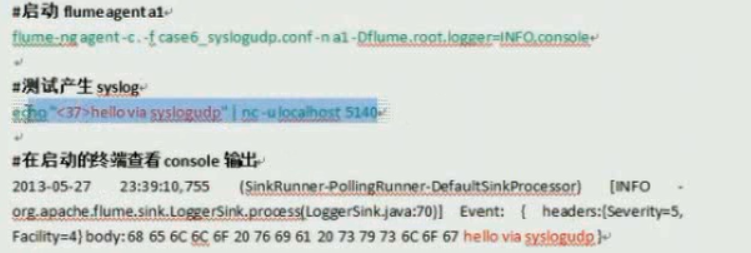 #启动 flume agent a1
flume-ng agent -c . -f case6_syslogudp.conf -n a1 -Dflume.root.logger=INFO,console
#测试产生 syslog
echo "<37>hello via syslogudp" | nc -u localhost 5140
#在启动的终端查看 console 输出
2013-05-27 23:39:10,755 (SinkRunner-PollingRunner-DefaultSinkProcessor) [INFO -
org.apache.flume.sink.LoggerSink.process(LoggerSink.java:70)] Event: { headers:{Severity=5,
Facility=4} body: 68 65 6C 6C 6F 20 76 69 61 20 73 79 73 6C 6F 67 hello via syslogudp }